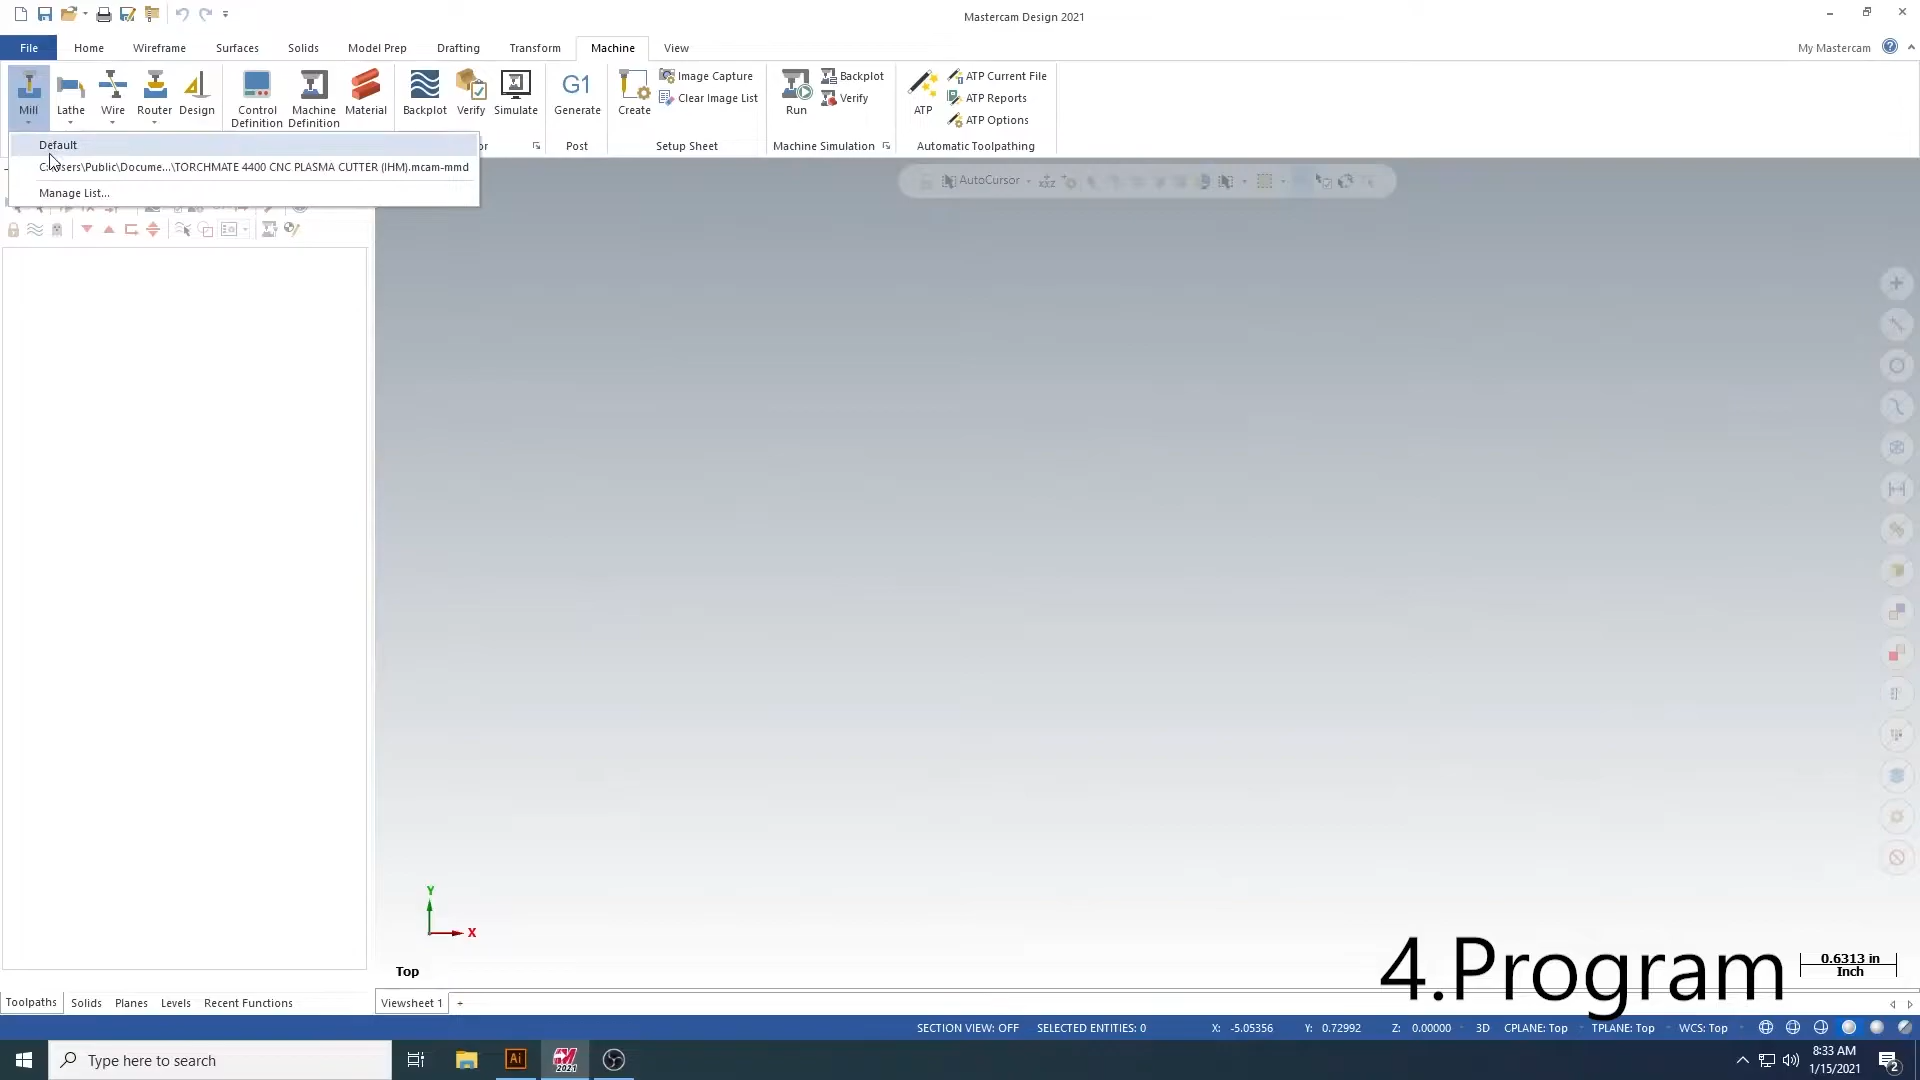 Mastercam Design 2021
File Home Wireframe Surfaces Solids Model Prep Drafting Transform Machine View My Mastercam
Mill Lathe Wire Router Design Control Definition Machine Definition Material Backplot Verify Simulate G1 Generate Create Image Capture Clear Image List Run Backplot Verify ATP ATP Current File ATP Reports ATP Options
Post Setup Sheet Machine Simulation Automatic Toolpathing
Default
\Public\Docume...\TORCHMATE 4400 CNC PLASMA CUTTER (IHM).mcam-mmd
Manage List...
AutoCursor
Y
X
Top
4.Program
0.6313 in
Inch
Toolpaths Solids Planes Levels Recent Functions Viewsheet 1 +
SECTION VIEW: OFF SELECTED ENTITIES: 0 X: -5.05356 Y: 0.72992 Z: 0.00000 3D CPLANE: Top TPLANE: Top WCS: Top
Type here to search Ai 2021 8:33 AM 2
1/15/2021